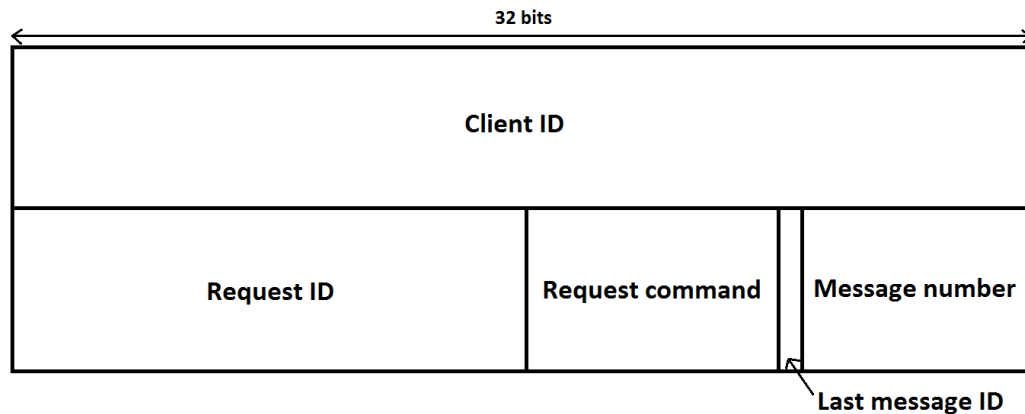 32 bits
Client ID
Request ID
Request command
Message number
Last message ID